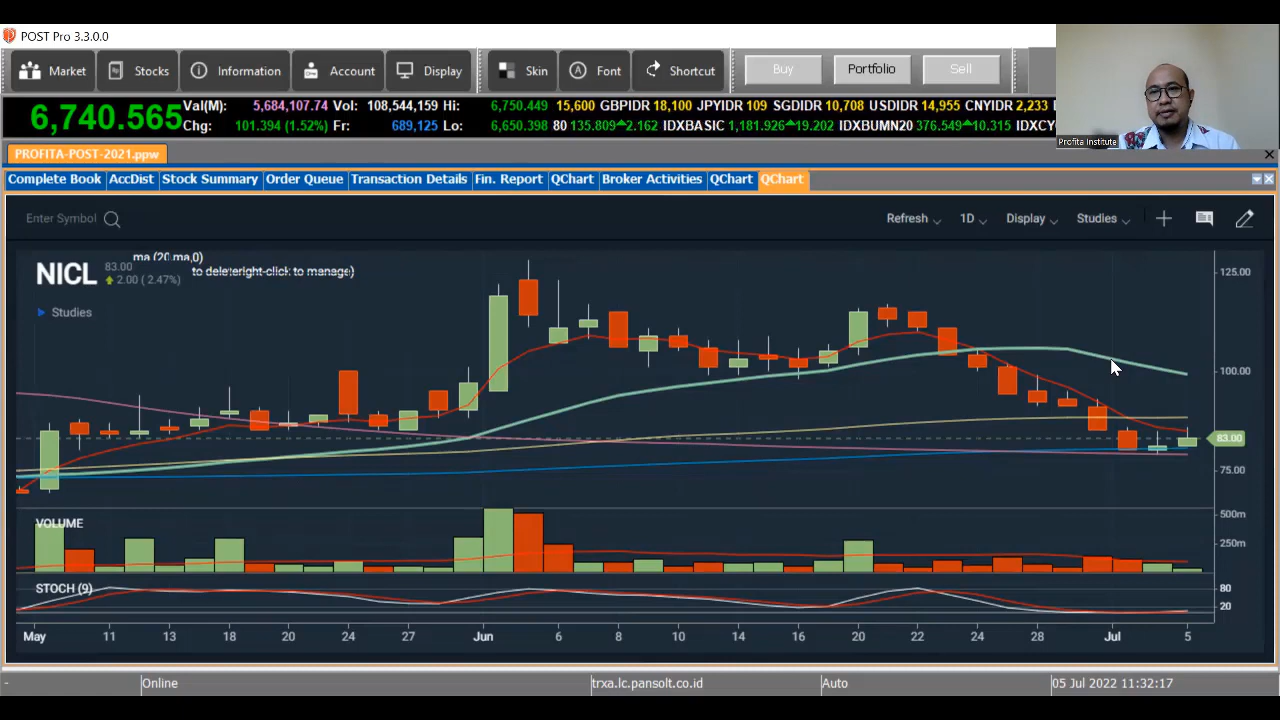 POST Pro 3.3.0.0
Market Stocks Information Account Display Skin Font Shortcut Buy Portfolio Sell
6,740.565 Val(M): 5,684,107.74 Vol: 108,544,159 Hi: 6,750.449 15,600 GBPIDR 18,100 JPYIDR 109 SGDIDR 10,708 USDIDR 14,955 CNYIDR 2,233
Chg: 101.394 (1.52%) Fr: 689,125 Lo: 6,650.398 80 135.809 2.162 IDXBASIC 1,181.926 19.202 IDXBUMN20 376.549 10.315 IDXCY
Profita Institute
PROFITA-POST-2021.ppw
Complete Book AccDist Stock Summary Order Queue Transaction Details Fin. Report QChart Broker Activities QChart QChart
Enter Symbol Refresh 1D Display Studies
ma (20,ma,0)
NICL 83.00 to delete right-click to manage)
2.00 ( 2.47%)
125.00
Studies
100.00
83.00
75.00
500m
VOLUME
250m
STOCH (9) 80
20
May 11 13 18 20 24 27 Jun 6 8 10 14 16 20 22 24 28 Jul 5
- Online trxa.lc.pansolt.co.id Auto 05 Jul 2022 11:32:17